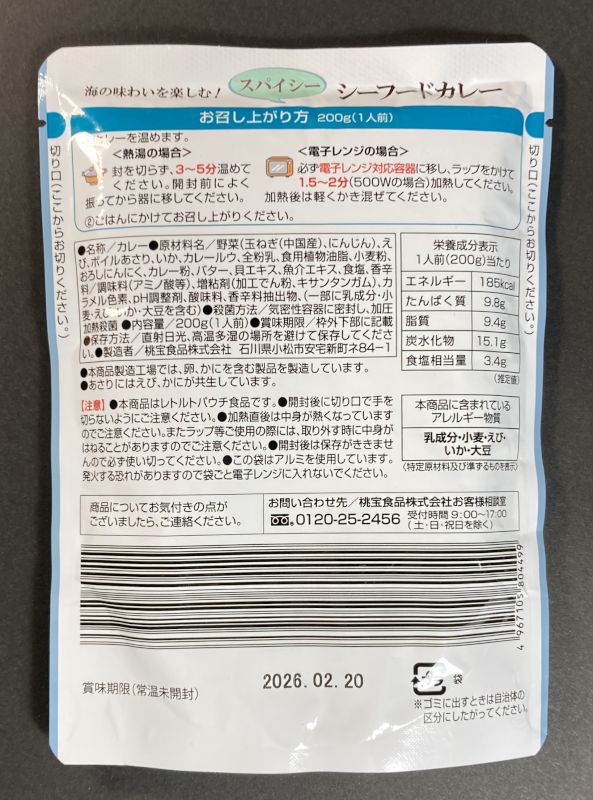 海の味わいを楽しむ! スパイシー シーフードカレー
お召し上がり方 200g(1人前)
カレーを温めます。
<熱湯の場合>
封を切らず、3〜5分温めて
ください。開封前によく
振ってから器に移してください。
<電子レンジの場合>
必ず電子レンジ対応容器に移し、ラップをかけて
1.5〜2分(500Wの場合)加熱してください。
加熱後は軽くかき混ぜてください。
②ごはんにかけてお召し上がりください。
切り口(ここからお切りください。)
切り口(ここからお切りください。)
●名称/カレー●原材料名/野菜(玉ねぎ(中国産)、にんじん)、え
び、ボイルあさり、いか、カレールウ、全粉乳、食用植物油脂、小麦粉、
おろしにんにく、カレー粉、バター、貝エキス、魚介エキス、食塩、香辛
料/調味料(アミノ酸等)、増粘剤(加工でん粉、キサンタンガム)、カ
ラメル色素、pH調整剤、酸味料、香辛料抽出物、(一部に乳成分・小
麦・えび・いか・大豆を含む)●殺菌方法/気密性容器に密封し、加圧
加熱殺菌 ●内容量/200g(1人前)●賞味期限/枠外下部に記載
●保存方法/直射日光、高温多湿の場所を避けて保存してくださ
い。●製造者/桃宝食品株式会社 石川県小松市安宅新町ネ84−1
栄養成分表示
1人前(200g)当たり
エネルギー 185kcal
たんぱく質 9.8g
脂質 9.4g
炭水化物 15.1g
食塩相当量 3.4g
(推定値)
●本商品製造工場では、卵、かにを含む製品を製造しています。
●あさりにはえび、かにが共生しています。
【注意】●本商品はレトルトパウチ食品です。●開封後に切り口で手を
切らないようにご注意ください。●加熱直後は中身が熱くなっています
のでご注意ください。またラップ等ご使用の際には、取り外す時に中身が
はねることがありますのでご注意ください。●開封後は保存がききませ
んので必ず使い切ってください。●この袋はアルミを使用しています。
発火する恐れがありますので袋ごと電子レンジに入れないでください。
本商品に含まれている
アレルギー物質
乳成分・小麦・えび・
いか・大豆
(特定原材料及び準ずるものを表示)
商品についてお気付きの点が
ございましたら、ご連絡ください。
お問い合わせ先/桃宝食品株式会社お客様相談室
0120-25-2456 受付時間 9:00〜17:00
(土・日・祝日を除く)
4967105804499
賞味期限(常温未開封)
2026.02.20
プラ 袋
※ゴミに出すときは自治体の
区分にしたがってください。